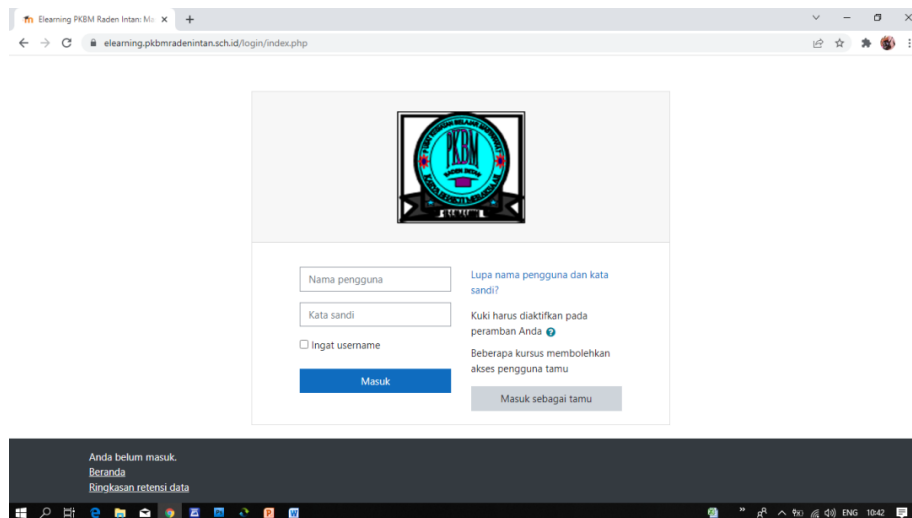 Elearning PKBM Raden Intan: Ma
elearning.pkbmradenintan.sch.id/login/index.php
PKBM
RADEN INTAN
Nama pengguna
Kata sandi
Ingat username
Masuk
Lupa nama pengguna dan kata
sandi?
Kuki harus diaktifkan pada
peramban Anda
Beberapa kursus membolehkan
akses pengguna tamu
Masuk sebagai tamu
Anda belum masuk.
Beranda
Ringkasan retensi data
ENG
10:42